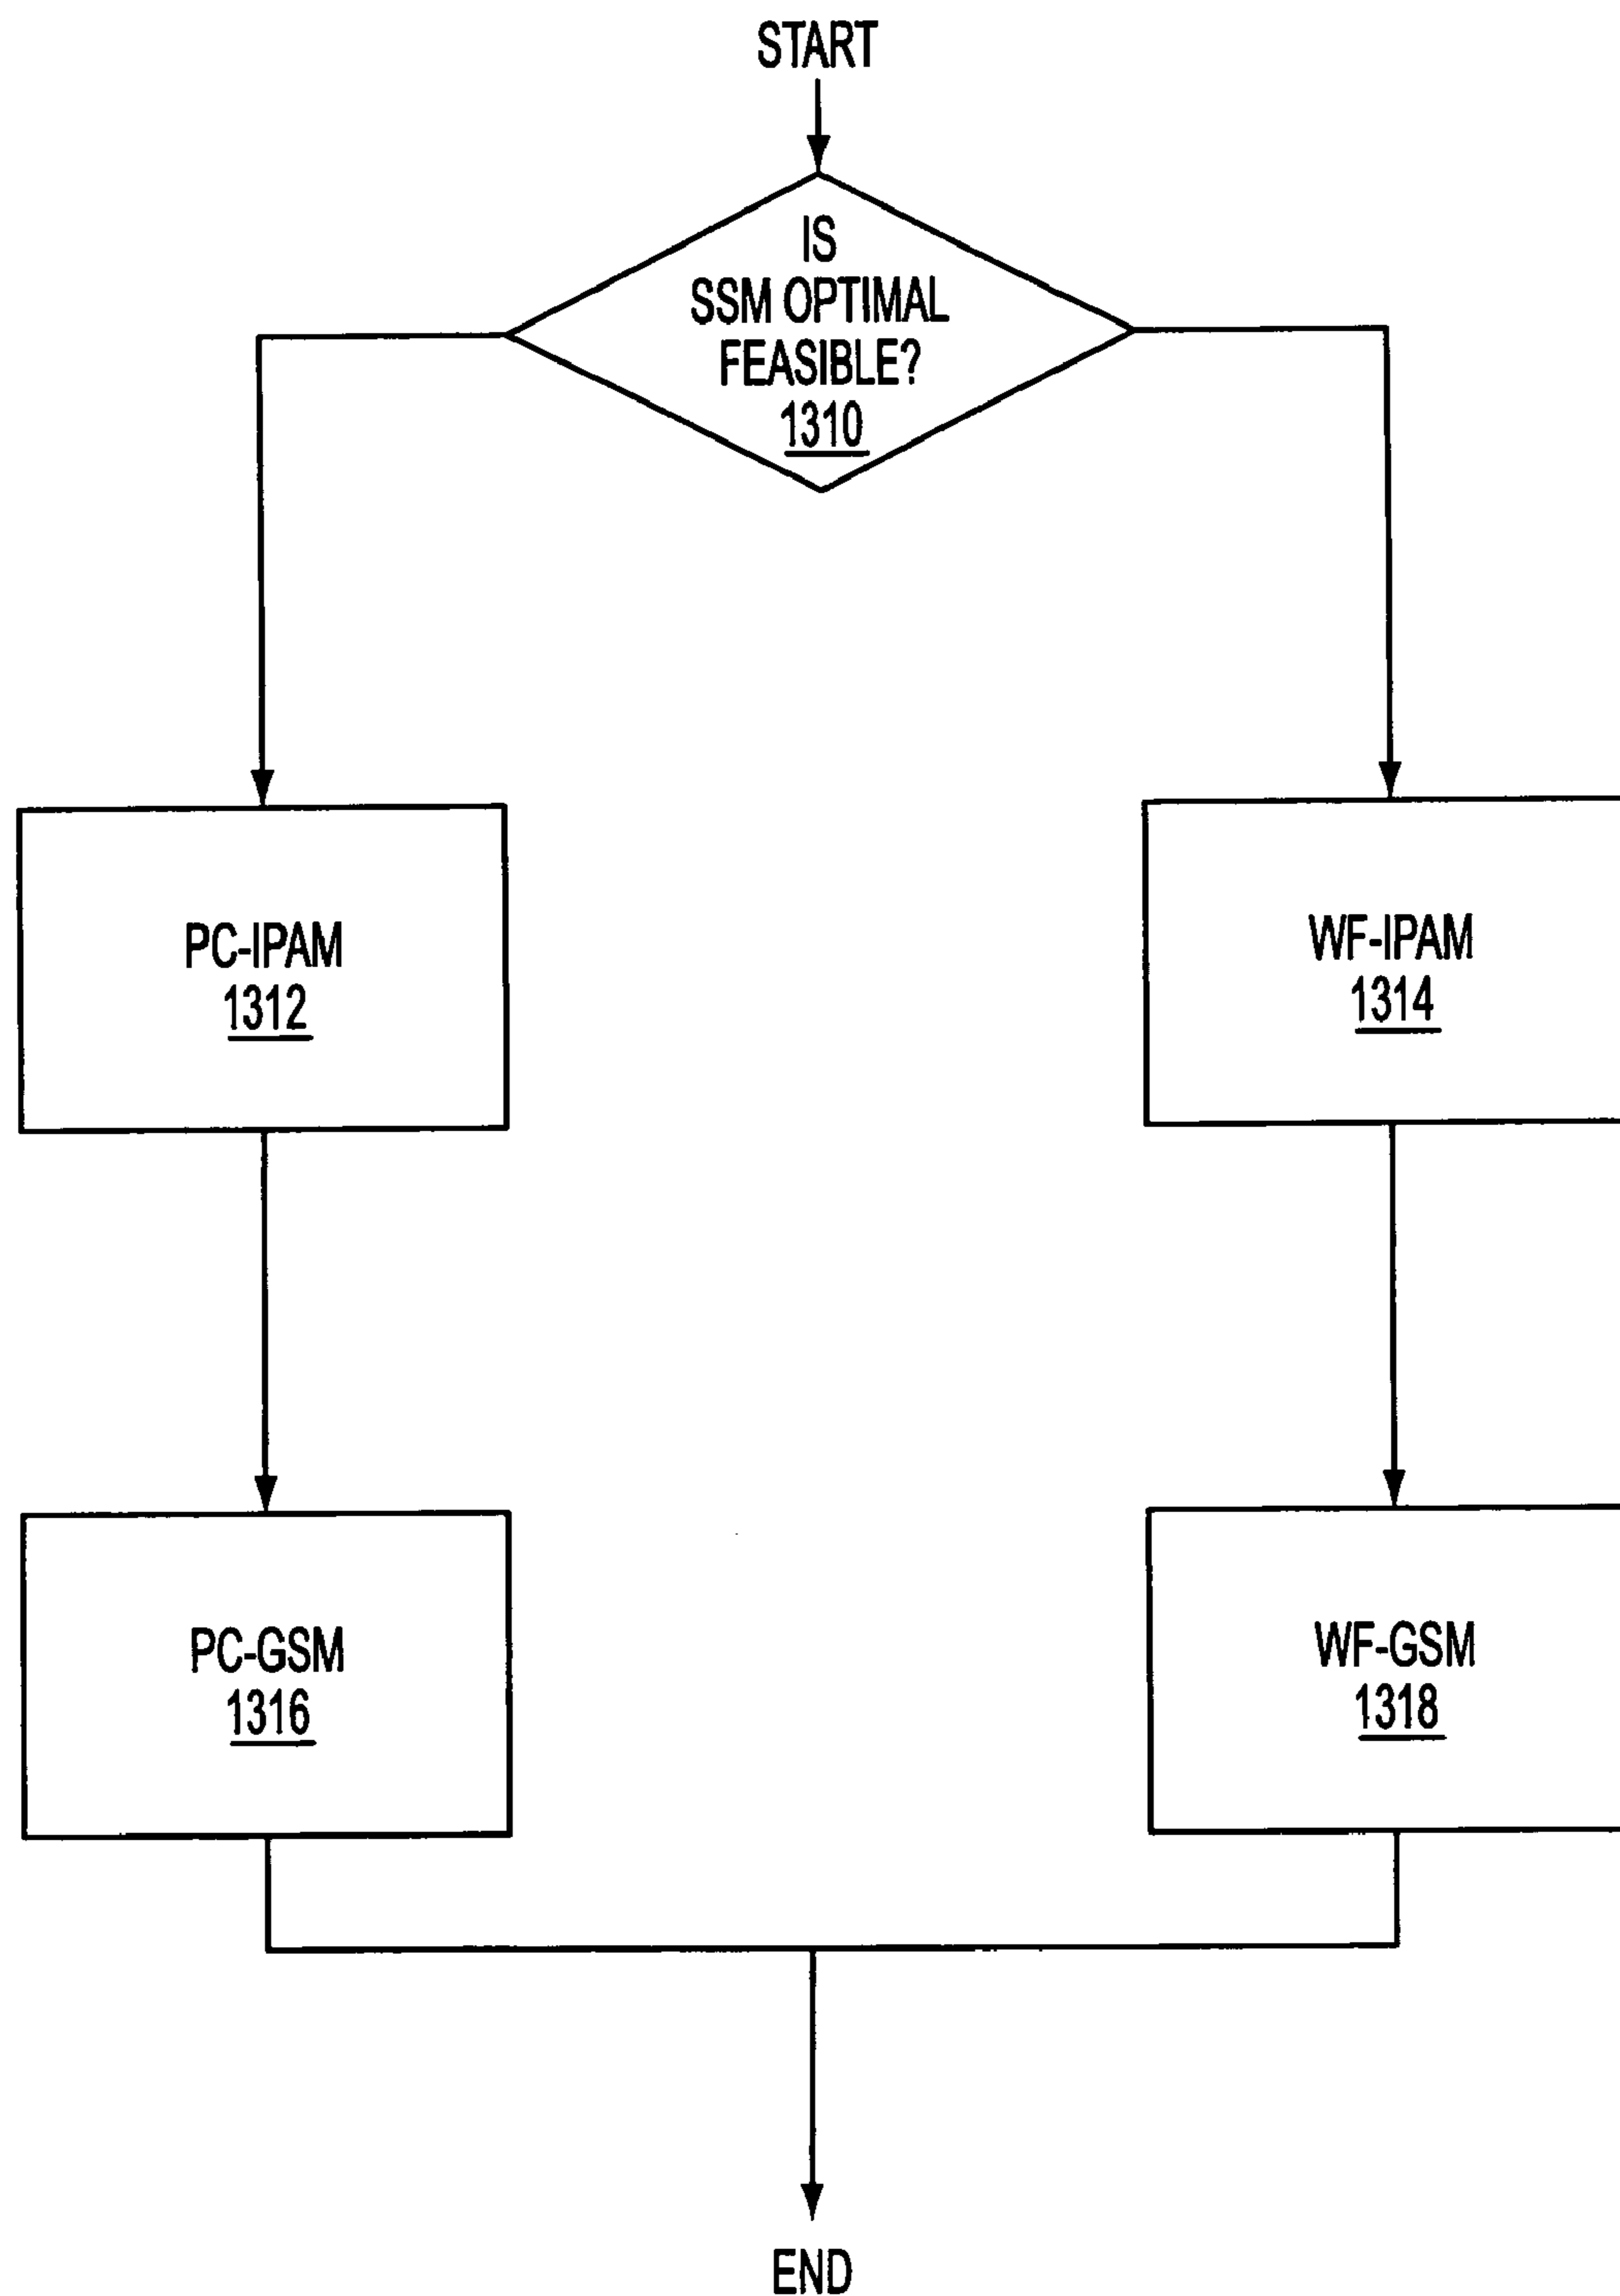 START
IS
SSM OPTIMAL
FEASIBLE?
1310
PC-IPAM
1312
WF-IPAM
1314
PC-GSM
1316
WF-GSM
1318
END